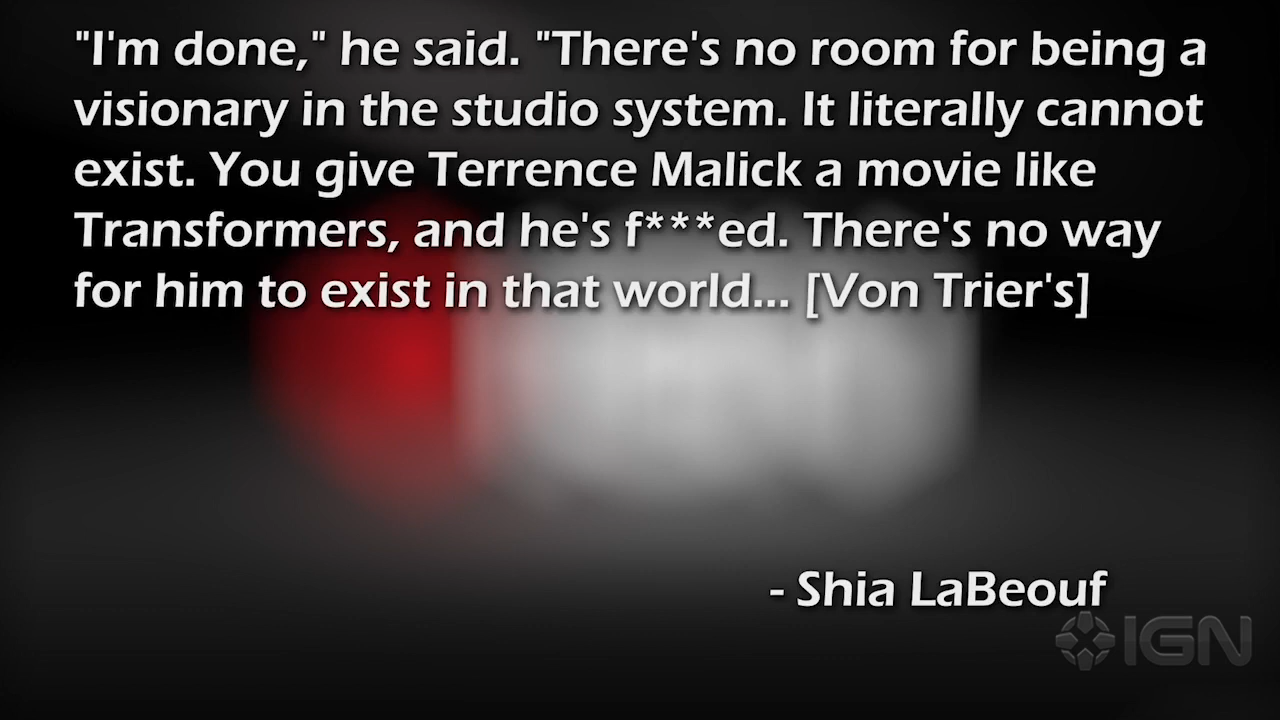 "I'm done," he said. "There's no room for being a
visionary in the studio system. It literally cannot
exist. You give Terrence Malick a movie like
Transformers, and he's f***ed. There's no way
for him to exist in that world... [Von Trier's]
- Shia LaBeouf
IGN